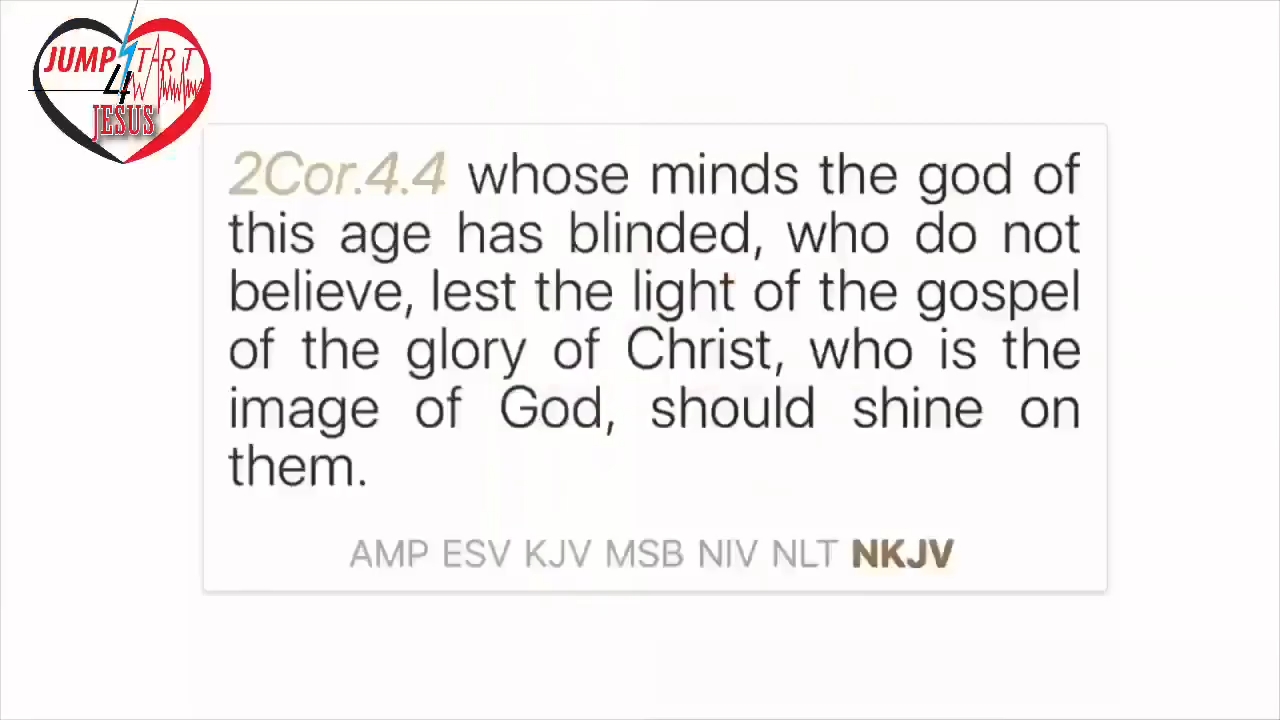 JUMPSTART
4
JESUS
2Cor.4.4 whose minds the god of
this age has blinded, who do not
believe, lest the light of the gospel
of the glory of Christ, who is the
image of God, should shine on
them.
AMP ESV KJV MSB NIV NLT NKJV